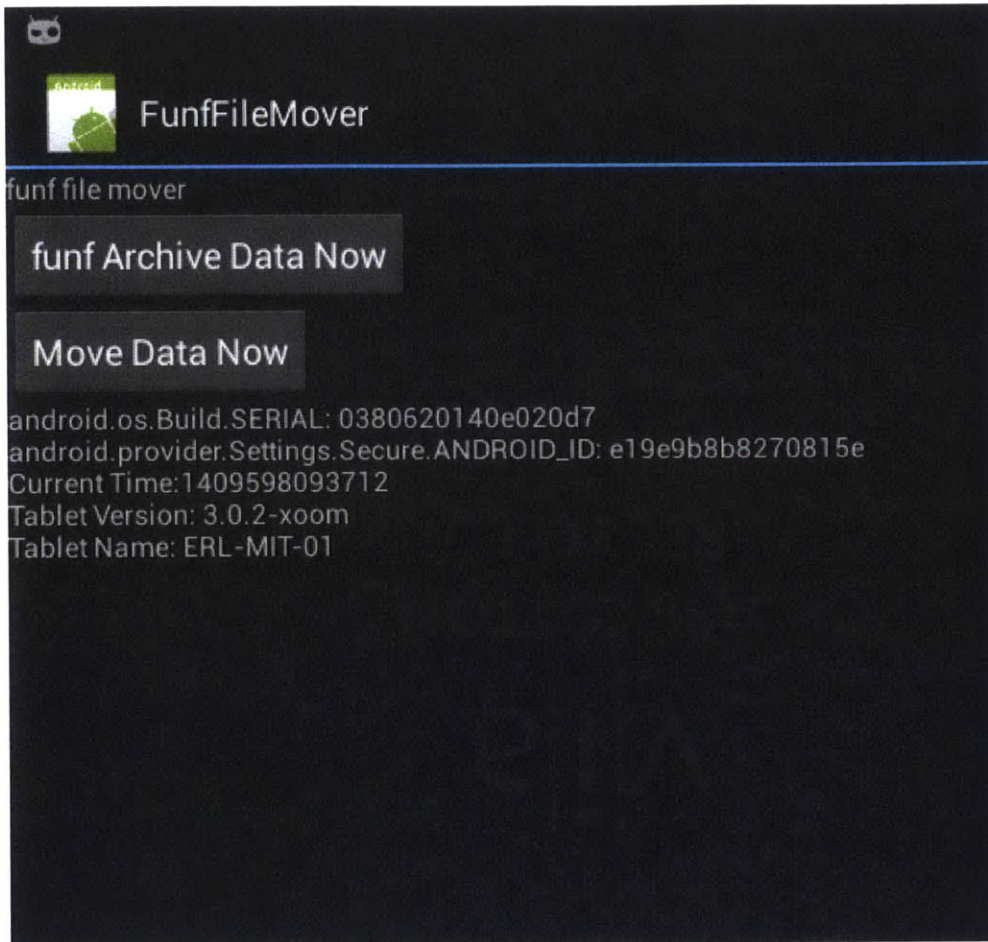 Android
FunfFileMover
funf file mover
funf Archive Data Now
Move Data Now
android.os.Build.SERIAL: 0380620140e020d7
android.provider.Settings.Secure.ANDROID_ID: e19e9b8b8270815e
Current Time:1409598093712
Tablet Version: 3.0.2-xoom
Tablet Name: ERL-MIT-01